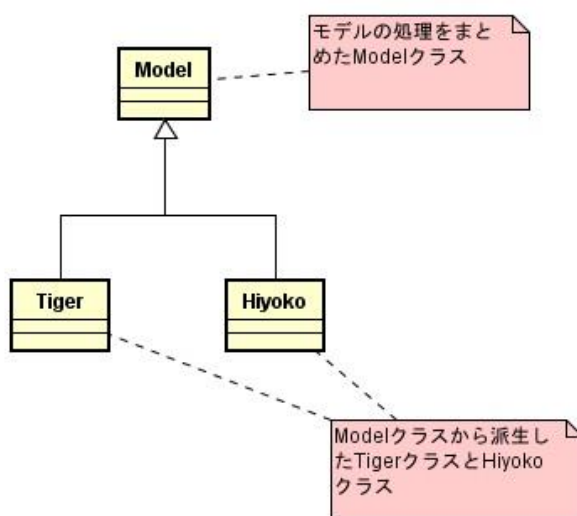 モデルの処理をまと
めたModelクラス
Model
Tiger
Hiyoko
Modelクラスから派生し
たTigerクラスとHiyoko
クラス